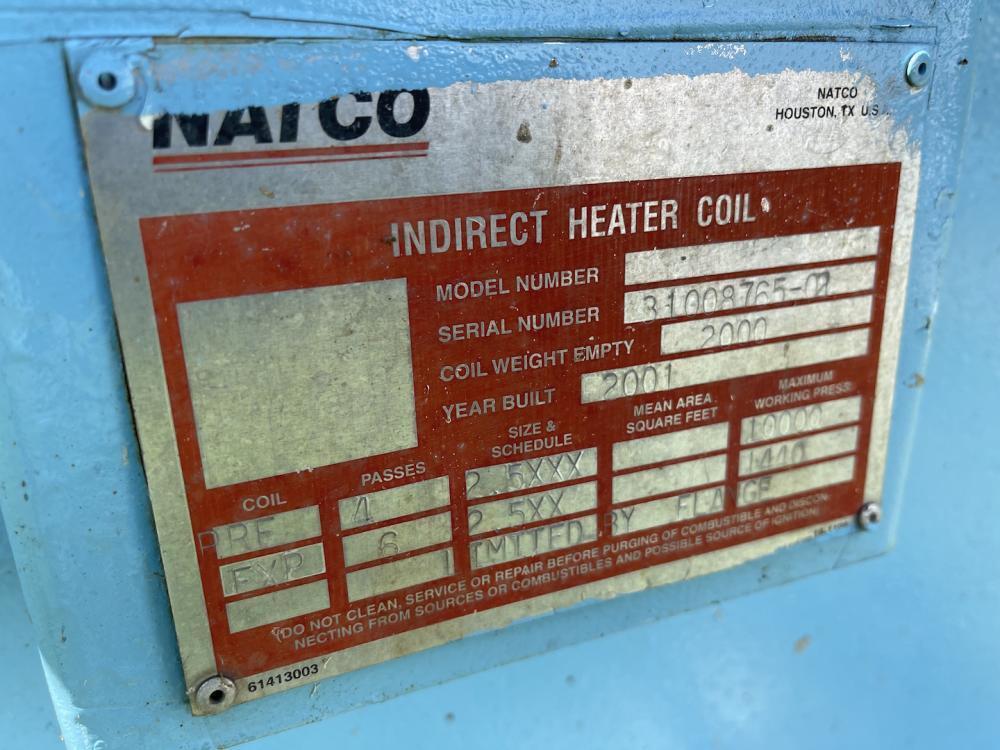 NATCO
NATCO
HOUSTON, TX U.S.
INDIRECT HEATER COIL
MODEL NUMBER
SERIAL NUMBER 31008765-03
COIL WEIGHT EMPTY 2000
YEAR BUILT 2001
COIL PASSES SIZE & SCHEDULE MEAN AREA SQUARE FEET MAXIMUM WORKING PRESS.
PRE 4 2.5XXX 10000
EXP 6 2.5XX 1440
LIMITED BY FLANGE
(DO NOT CLEAN, SERVICE OR REPAIR BEFORE PURGING OF COMBUSTIBLE AND DISCON-
NECTING FROM SOURCES OR COMBUSTIBLES AND POSSIBLE SOURCE OF IGNITION)
61413003